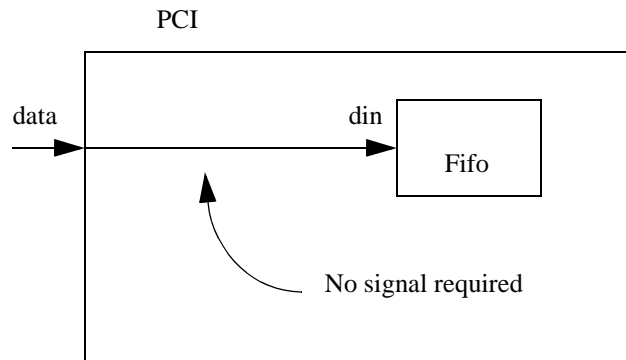 PCI
data
din
Fifo
No signal required